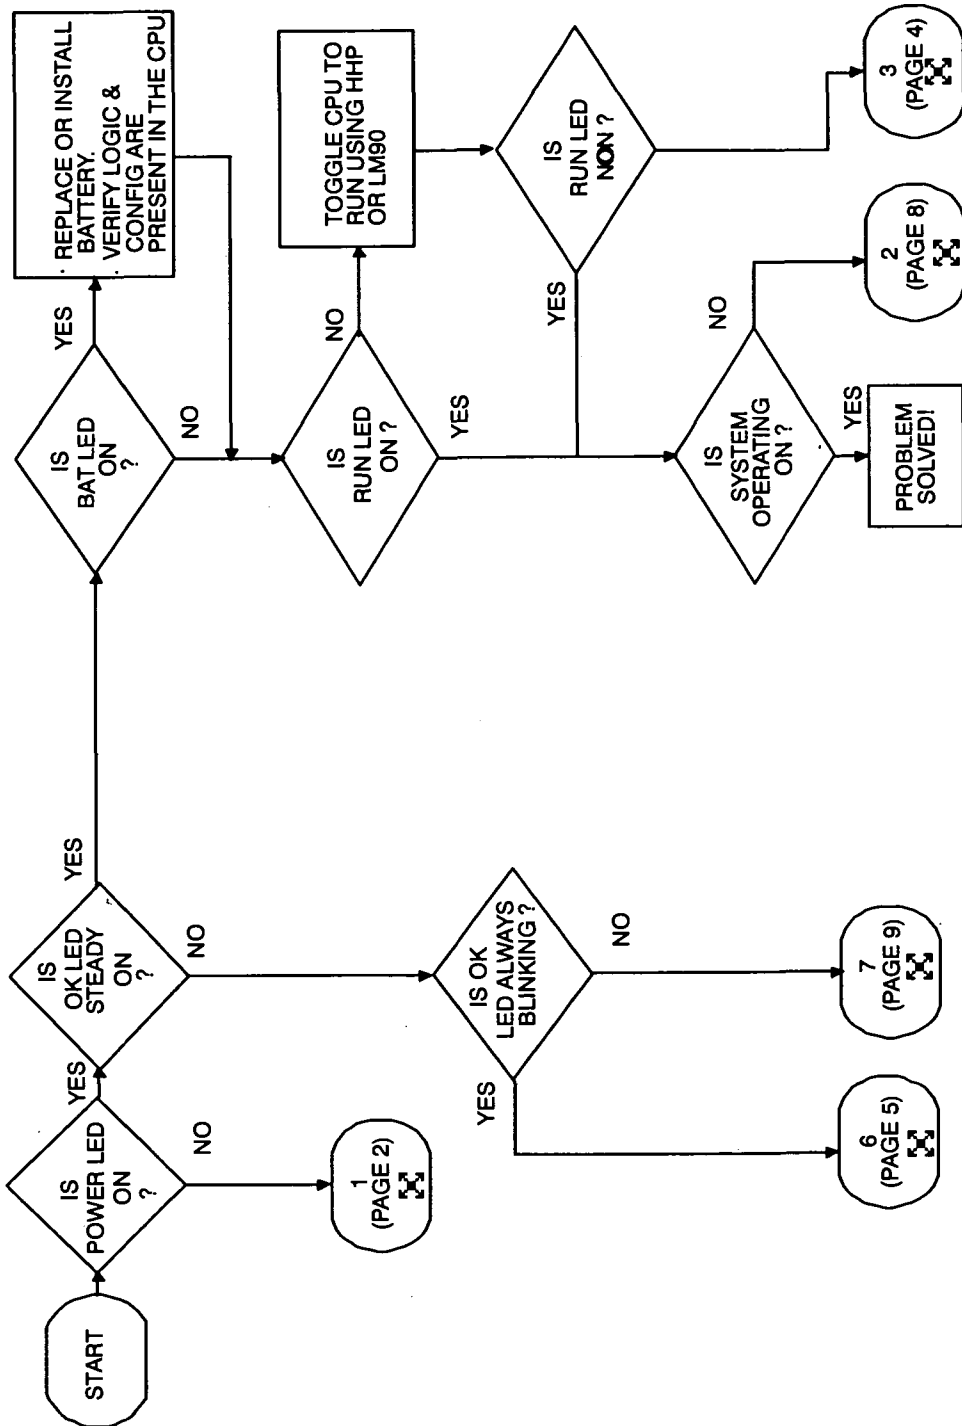 START
IS
POWER LED
ON
?
YES
NO
1
(PAGE 2)
IS
OK LED
STEADY
ON
?
YES
NO
IS OK
LED ALWAYS
BLINKING ?
YES
NO
6
(PAGE 5)
7
(PAGE 9)
IS
BAT LED
ON
?
YES
NO
REPLACE OR INSTALL
BATTERY.
VERIFY LOGIC &
CONFIG ARE
PRESENT IN THE CPU
IS
RUN LED
ON ?
NO
YES
TOGGLE CPU TO
RUN USING HHP
OR LM90
IS
RUN LED
NON ?
YES
IS
SYSTEM
OPERATING
ON ?
NO
YES
PROBLEM
SOLVED!
2
(PAGE 8)
3
(PAGE 4)